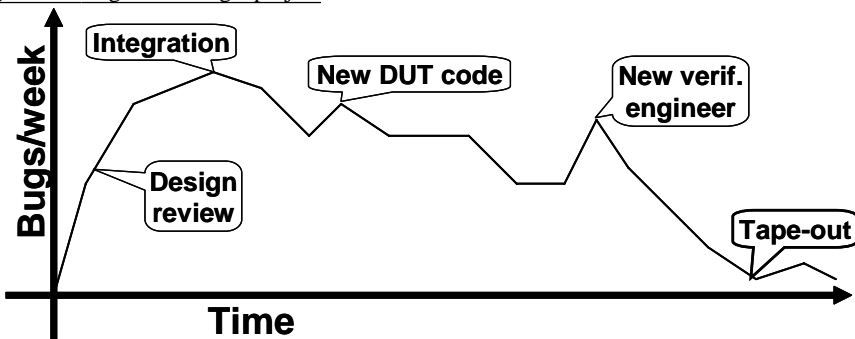 Integration
New DUT code
New verif.
engineer
Bugs/week
Design
review
Tape-out
Time